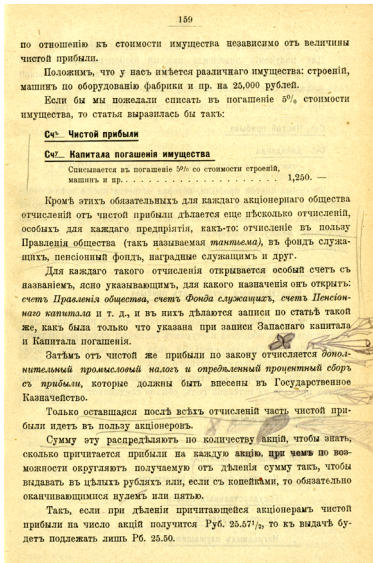 159
по отношенію къ стоимости имущества независимо отъ величины
чистой прибыли.
Положимъ, что у насъ имѣется различнаго имущества: строеній,
машинъ по оборудованію фабрики и пр. на 25,000 рублей.
Если бы мы пожелали списать въ погашеніе 5% стоимости
имущества, то статья выразилась бы такъ:
Счъ Чистой прибыли
Счту Капитала погашенія имущества
Списывается въ погашеніе 5% со стоимости строеній,
машинъ и пр. 1,250. —
Кромѣ этихъ обязательныхъ для каждаго акціонернаго общества
отчисленій отъ чистой прибыли дѣлается еще нѣсколько отчисленій,
особыхъ для каждаго предпріятія, какъ-то: отчисленіе въ пользу
Правленія общества (такъ называемая тантьема), въ фондъ служа-
щихъ, пенсіонный фондъ, наградные служащимъ и друг.
Для каждаго такого отчисленія открывается особый счетъ съ
названіемъ, ясно указывающимъ, для какого назначенія онъ открытъ:
счетъ Правленія общества, счетъ Фонда служащихъ, счетъ Пенсіон-
наго капитала и т. д., и въ нихъ дѣлаются записи по статьѣ такой
же, какъ была только что указана при записи Запаснаго капитала
и Капитала погашенія.
Затѣмъ отъ чистой же прибыли по закону отчисляется допол-
нительный промысловый налогъ и опредѣленный процентный сборъ
съ прибыли, которые должны быть внесены въ Государственное
Казначейство.
Только оставшаяся послѣ всѣхъ отчисленій часть чистой при-
были идетъ въ пользу акціонеровъ.
Сумму эту распредѣляютъ по количеству акцій, чтобы знать,
сколько причитается прибыли на каждую акцію, при чемъ по воз-
можности округляютъ получаемую отъ дѣленія сумму такъ, чтобы
выдавать въ цѣлыхъ рубляхъ или, если съ копейками, то обязательно
оканчивающимися нулемъ или пятью.
Такъ, если при дѣленіи причитающейся акціонерамъ чистой
прибыли на число акцій получится Руб. 25.57¹/₂, то къ выдачѣ бу-
детъ подлежать лишь Рб. 25.50.